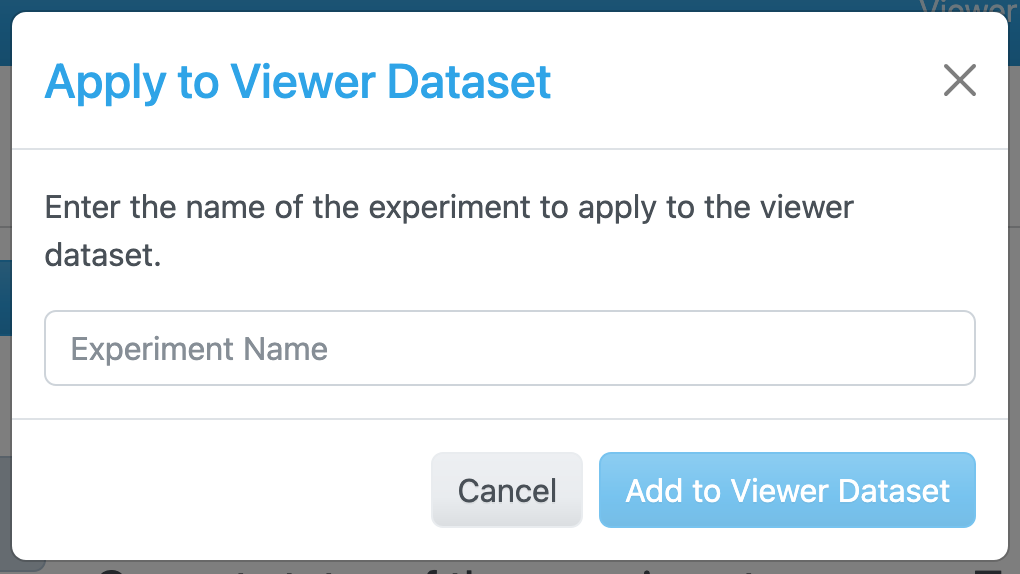 Viewer
Apply to Viewer Dataset
Enter the name of the experiment to apply to the viewer
dataset.
Experiment Name
Cancel
Add to Viewer Dataset